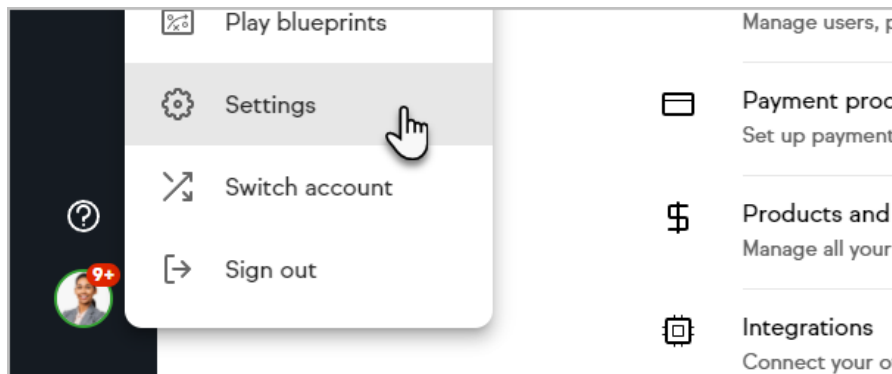 Play blueprints
Settings
Switch account
Sign out
9+
Manage users,
Payment
Set up payment
Products and
Manage all your
Integrations
Connect your